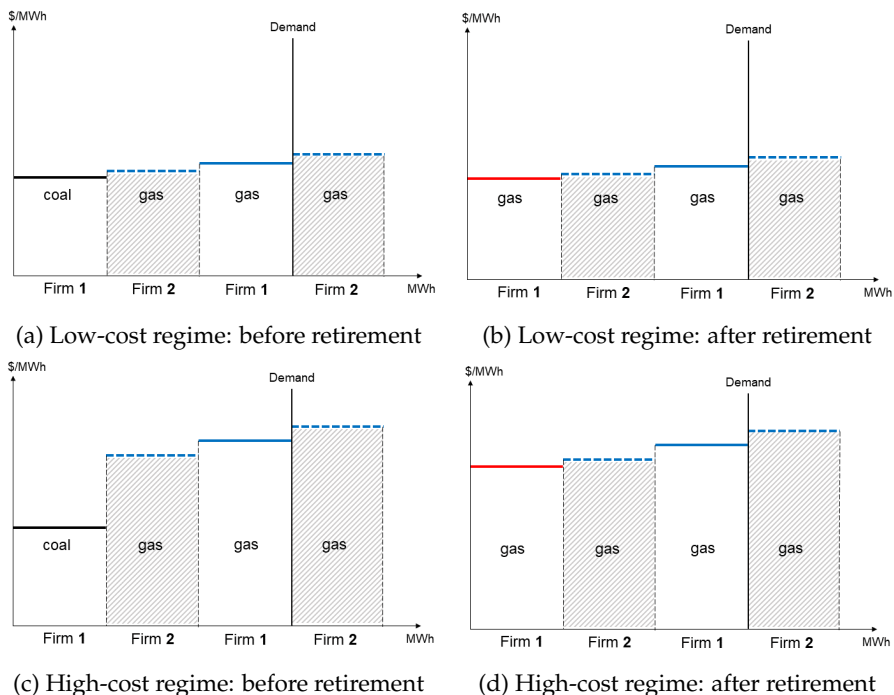 $/MWh
Demand
coal gas gas gas
Firm 1 Firm 2 Firm 1 Firm 2 MWh
(a) Low-cost regime: before retirement
$/MWh
Demand
gas gas gas gas
Firm 1 Firm 2 Firm 1 Firm 2 MWh
(b) Low-cost regime: after retirement
$/MWh
Demand
coal gas gas gas
Firm 1 Firm 2 Firm 1 Firm 2 MWh
(c) High-cost regime: before retirement
$/MWh
Demand
gas gas gas gas
Firm 1 Firm 2 Firm 1 Firm 2 MWh
(d) High-cost regime: after retirement